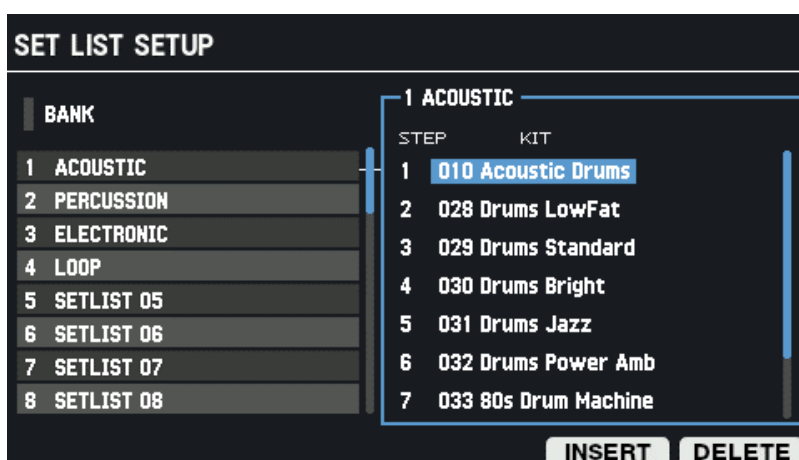 SET LIST SETUP
BANK
1 ACOUSTIC
2 PERCUSSION
3 ELECTRONIC
4 LOOP
5 SETLIST 05
6 SETLIST 06
7 SETLIST 07
8 SETLIST 08
1 ACOUSTIC
STEP KIT
1 010 Acoustic Drums
2 028 Drums LowFat
3 029 Drums Standard
4 030 Drums Bright
5 031 Drums Jazz
6 032 Drums Power Amb
7 033 80s Drum Machine
INSERT DELETE